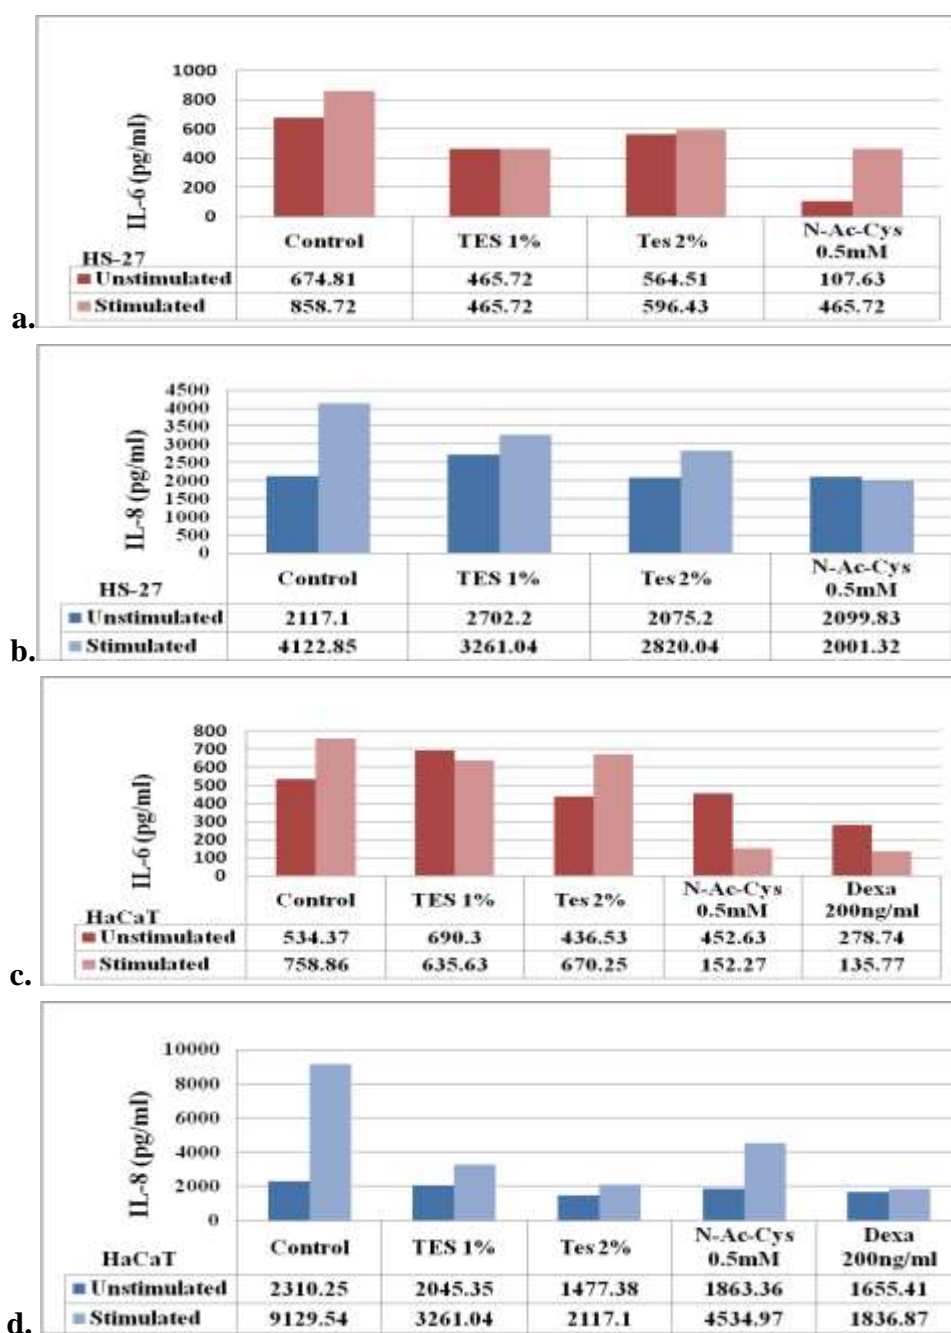 1000
800
600
400
200
0
IL-6 (pg/ml)
Control TES 1% Tes 2% N-Ac-Cys
0.5mM
HS-27
Unstimulated 674.81 465.72 564.51 107.63
Stimulated 858.72 465.72 596.43 465.72
a.
4500
4000
3500
3000
2500
2000
1500
1000
500
0
IL-8 (pg/ml)
Control TES 1% Tes 2% N-Ac-Cys
0.5mM
HS-27
Unstimulated 2117.1 2702.2 2075.2 2099.83
Stimulated 4122.85 3261.04 2820.04 2001.32
b.
800
700
600
500
400
300
200
100
0
IL-6 (pg/ml)
Control TES 1% Tes 2% N-Ac-Cys Dexa
0.5mM 200ng/ml
HaCaT
Unstimulated 534.37 690.3 436.53 452.63 278.74
Stimulated 758.86 635.63 670.25 152.27 135.77
c.
10000
8000
6000
4000
2000
0
IL-8 (pg/ml)
Control TES 1% Tes 2% N-Ac-Cys Dexa
0.5mM 200ng/ml
HaCaT
Unstimulated 2310.25 2045.35 1477.38 1863.36 1655.41
Stimulated 9129.54 3261.04 2117.1 4534.97 1836.87
d.